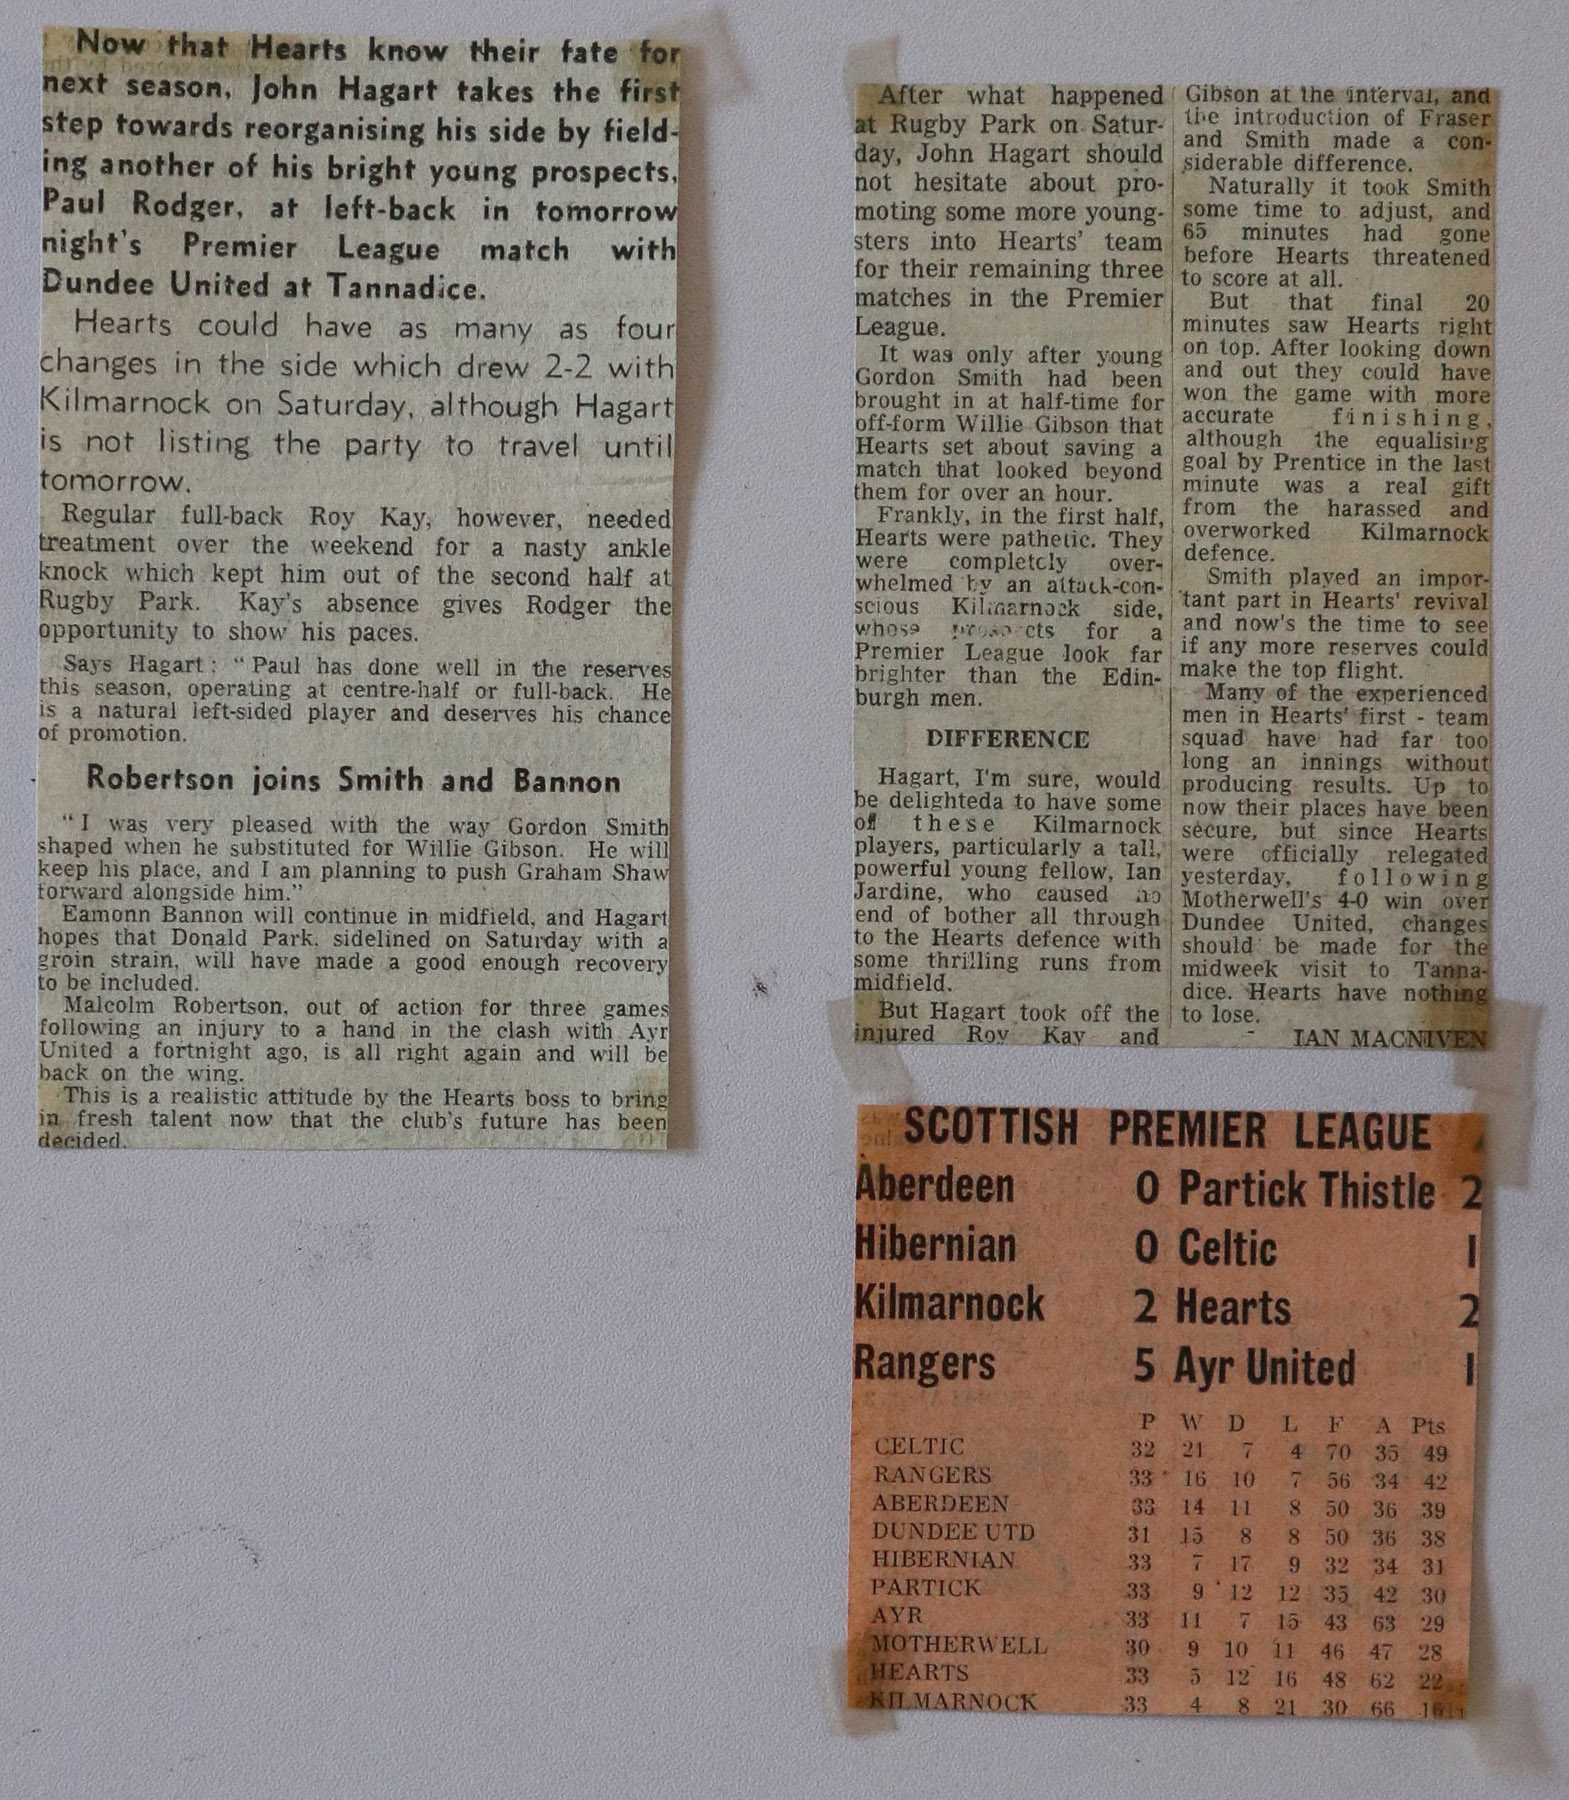 Now that Hearts know their fate for
next season, John Hagart takes the first
step towards reorganising his side by field-
ing another of his bright young prospects,
Paul Rodger, at left-back in tomorrow
night's Premier League match with
Dundee United at Tannadice.
Hearts could have as many as four
changes in the side which drew 2-2 with
Kilmarnock on Saturday, although Hagart
is not listing the party to travel until
tomorrow.
Regular full-back Roy Kay, however, needed
treatment over the weekend for a nasty ankle
knock which kept him out of the second half at
Rugby Park. Kay's absence gives Rodger the
opportunity to show his paces.
Says Hagart: “Paul has done well in the reserves
this season, operating at centre-half or full-back. He
is a natural left-sided player and deserves his chance
of promotion.
Robertson joins Smith and Bannon
“I was very pleased with the way Gordon Smith
shaped when he substituted for Willie Gibson. He will
keep his place, and I am planning to push Graham Shaw
forward alongside him.”
Eamonn Bannon will continue in midfield, and Hagart
hopes that Donald Park, sidelined on Saturday with a
groin strain, will have made a good enough recovery
to be included.
Malcolm Robertson, out of action for three games
following an injury to a hand in the clash with Ayr
United a fortnight ago, is all right again and will be
back on the wing.
This is a realistic attitude by the Hearts boss to bring
in fresh talent now that the club's future has been
decided.
After what happened
at Rugby Park on Satur-
day, John Hagart should
not hesitate about pro-
moting some more young-
sters into Hearts' team
for their remaining three
matches in the Premier
League.
It was only after young
Gordon Smith had been
brought in at half-time for
off-form Willie Gibson that
Hearts set about saving a
match that looked beyond
them for over an hour.
Frankly, in the first half,
Hearts were pathetic. They
were completely over-
whelmed by an attack-con-
scious Kilmarnock side,
whose for a
Premier League look far
brighter than the Edin-
burgh men.
DIFFERENCE
Hagart, I'm sure, would
be delighteda to have some
of these Kilmarnock
players, particularly a tall,
powerful young fellow, Ian
Jardine, who caused no
end of bother all through
to the Hearts defence with
some thrilling runs from
midfield.
But Hagart took off the
injured Roy Kay and
Gibson at the interval, and
the introduction of Fraser
and Smith made a con-
siderable difference.
Naturally it took Smith
some time to adjust, and
65 minutes had gone
before Hearts threatened
to score at all.
But that final 20
minutes saw Hearts right
on top. After looking down
and out they could have
won the game with more
accurate finishing,
although the equalising
goal by Prentice in the last
minute was a real gift
from the harassed and
overworked Kilmarnock
defence.
Smith played an impor-
tant part in Hearts' revival
and now's the time to see
if any more reserves could
make the top flight.
Many of the experienced
men in Hearts' first - team
squad have had far too
long an innings without
producing results. Up to
now their places have been
secure, but since Hearts
were officially relegated
yesterday, following
Motherwell's 4-0 win over
Dundee United, changes
should be made for the
midweek visit to Tanna-
dice. Hearts have nothing
to lose.
IAN MACNIVEN
SCOTTISH PREMIER LEAGUE
Aberdeen 0 Partick Thistle 2
Hibernian 0 Celtic 1
Kilmarnock 2 Hearts 2
Rangers 5 Ayr United 1
P W D L F A Pts
CELTIC 32 21 7 4 70 35 49
RANGERS 33 16 10 7 56 34 42
ABERDEEN 33 14 11 8 50 36 39
DUNDEE UTD 31 15 8 8 50 36 38
HIBERNIAN 33 7 17 9 32 34 31
PARTICK 33 9 12 12 35 42 30
AYR 33 11 7 15 43 63 29
MOTHERWELL 30 9 10 11 46 47 28
HEARTS 33 5 12 16 48 62 22
KILMARNOCK 33 4 8 21 30 66 16